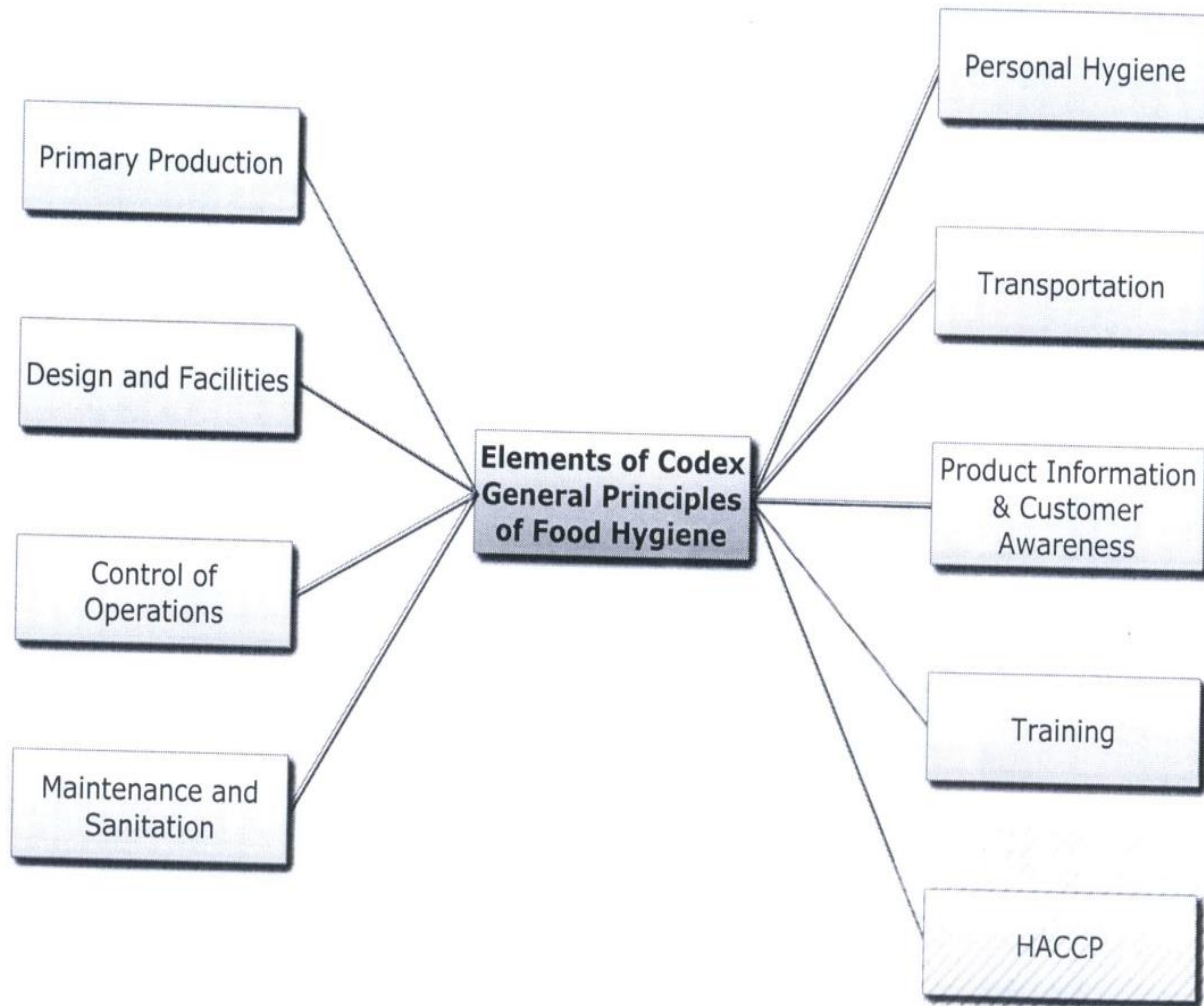 Primary Production
Design and Facilities
Control of
Operations
Maintenance and
Sanitation
Elements of Codex
General Principles
of Food Hygiene
Personal Hygiene
Transportation
Product Information
& Customer
Awareness
Training
HACCP